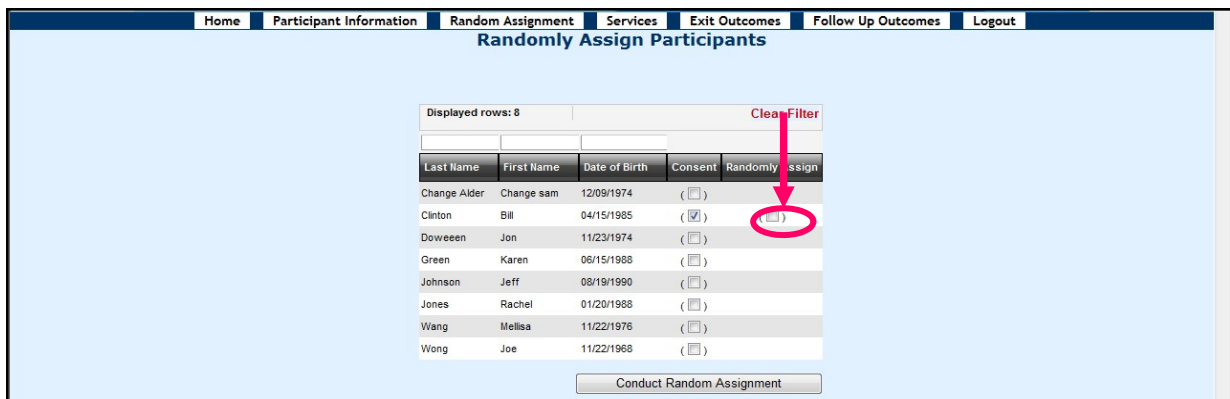 Home Participant Information Random Assignment Services Exit Outcomes Follow Up Outcomes Logout
Randomly Assign Participants
Displayed rows: 8 Clear Filter
Last Name First Name Date of Birth Consent Randomly Assign
Change Alder Change sam 12/09/1974 ( )
Clinton Bill 04/15/1985 ( ) ( )
Doweeen Jon 11/23/1974 ( )
Green Karen 06/15/1988 ( )
Johnson Jeff 08/19/1990 ( )
Jones Rachel 01/20/1988 ( )
Wang Mellisa 11/22/1976 ( )
Wong Joe 11/22/1968 ( )
Conduct Random Assignment